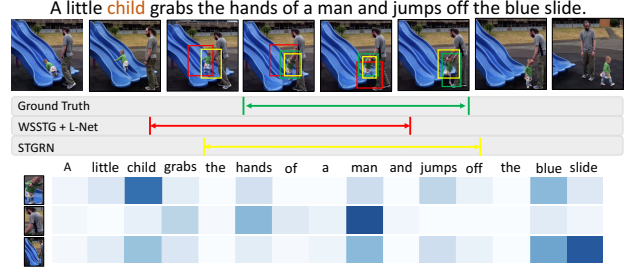 A little child grabs the hands of a man and jumps off the blue slide.
Ground Truth
WSSTG + L-Net
STGRN
A little child grabs the hands of a man and jumps off the blue slide